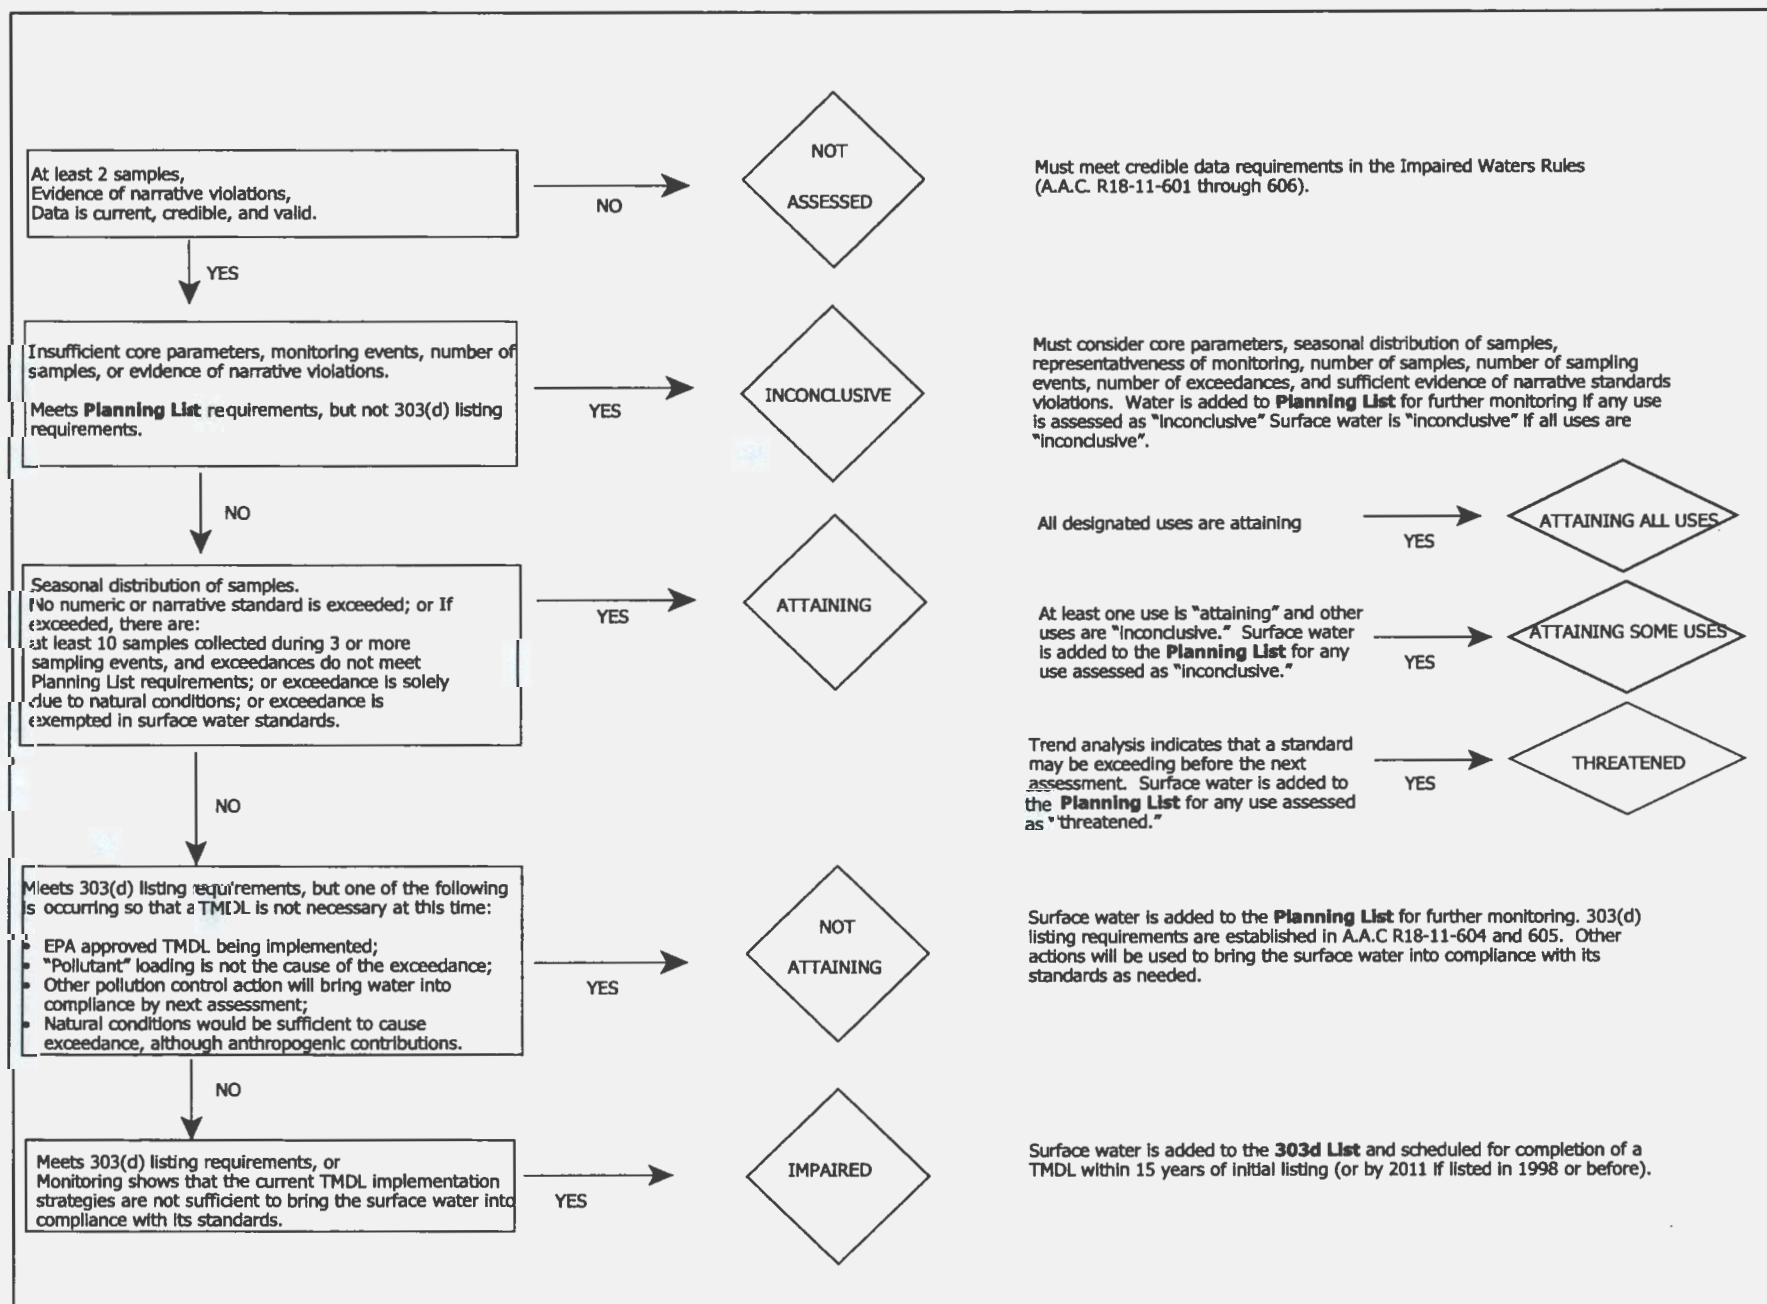 At least 2 samples,
Evidence of narrative violations,
Data is current, credible, and valid.
NO
NOT
ASSESSED
Must meet credible data requirements in the Impaired Waters Rules
(A.A.C. R18-11-601 through 606).
YES
Insufficient core parameters, monitoring events, number of
samples, or evidence of narrative violations.
Meets Planning List requirements, but not 303(d) listing
requirements.
YES
INCONCLUSIVE
Must consider core parameters, seasonal distribution of samples,
representativeness of monitoring, number of samples, number of sampling
events, number of exceedances, and sufficient evidence of narrative standards
violations. Water is added to Planning List for further monitoring if any use
is assessed as "inconclusive" Surface water is "inconclusive" if all uses are
"inconclusive".
NO
Seasonal distribution of samples.
No numeric or narrative standard is exceeded; or If
exceeded, there are:
at least 10 samples collected during 3 or more
sampling events, and exceedances do not meet
Planning List requirements; or exceedance is solely
due to natural conditions; or exceedance is
exempted in surface water standards.
YES
ATTAINING
All designated uses are attaining
YES
ATTAINING ALL USES
At least one use is "attaining" and other
uses are "inconclusive." Surface water
is added to the Planning List for any
use assessed as "inconclusive."
YES
ATTAINING SOME USES
Trend analysis indicates that a standard
may be exceeding before the next
assessment. Surface water is added to
the Planning List for any use assessed
as "threatened."
YES
THREATENED
NO
Meets 303(d) listing requirements, but one of the following
is occurring so that a TMDL is not necessary at this time:
• EPA approved TMDL being implemented;
• "Pollutant" loading is not the cause of the exceedance;
• Other pollution control action will bring water into
compliance by next assessment;
• Natural conditions would be sufficient to cause
exceedance, although anthropogenic contributions.
YES
NOT
ATTAINING
Surface water is added to the Planning List for further monitoring. 303(d)
listing requirements are established in A.A.C R18-11-604 and 605. Other
actions will be used to bring the surface water into compliance with its
standards as needed.
NO
Meets 303(d) listing requirements, or
Monitoring shows that the current TMDL implementation
strategies are not sufficient to bring the surface water into
compliance with its standards.
YES
IMPAIRED
Surface water is added to the 303d List and scheduled for completion of a
TMDL within 15 years of initial listing (or by 2011 if listed in 1998 or before).